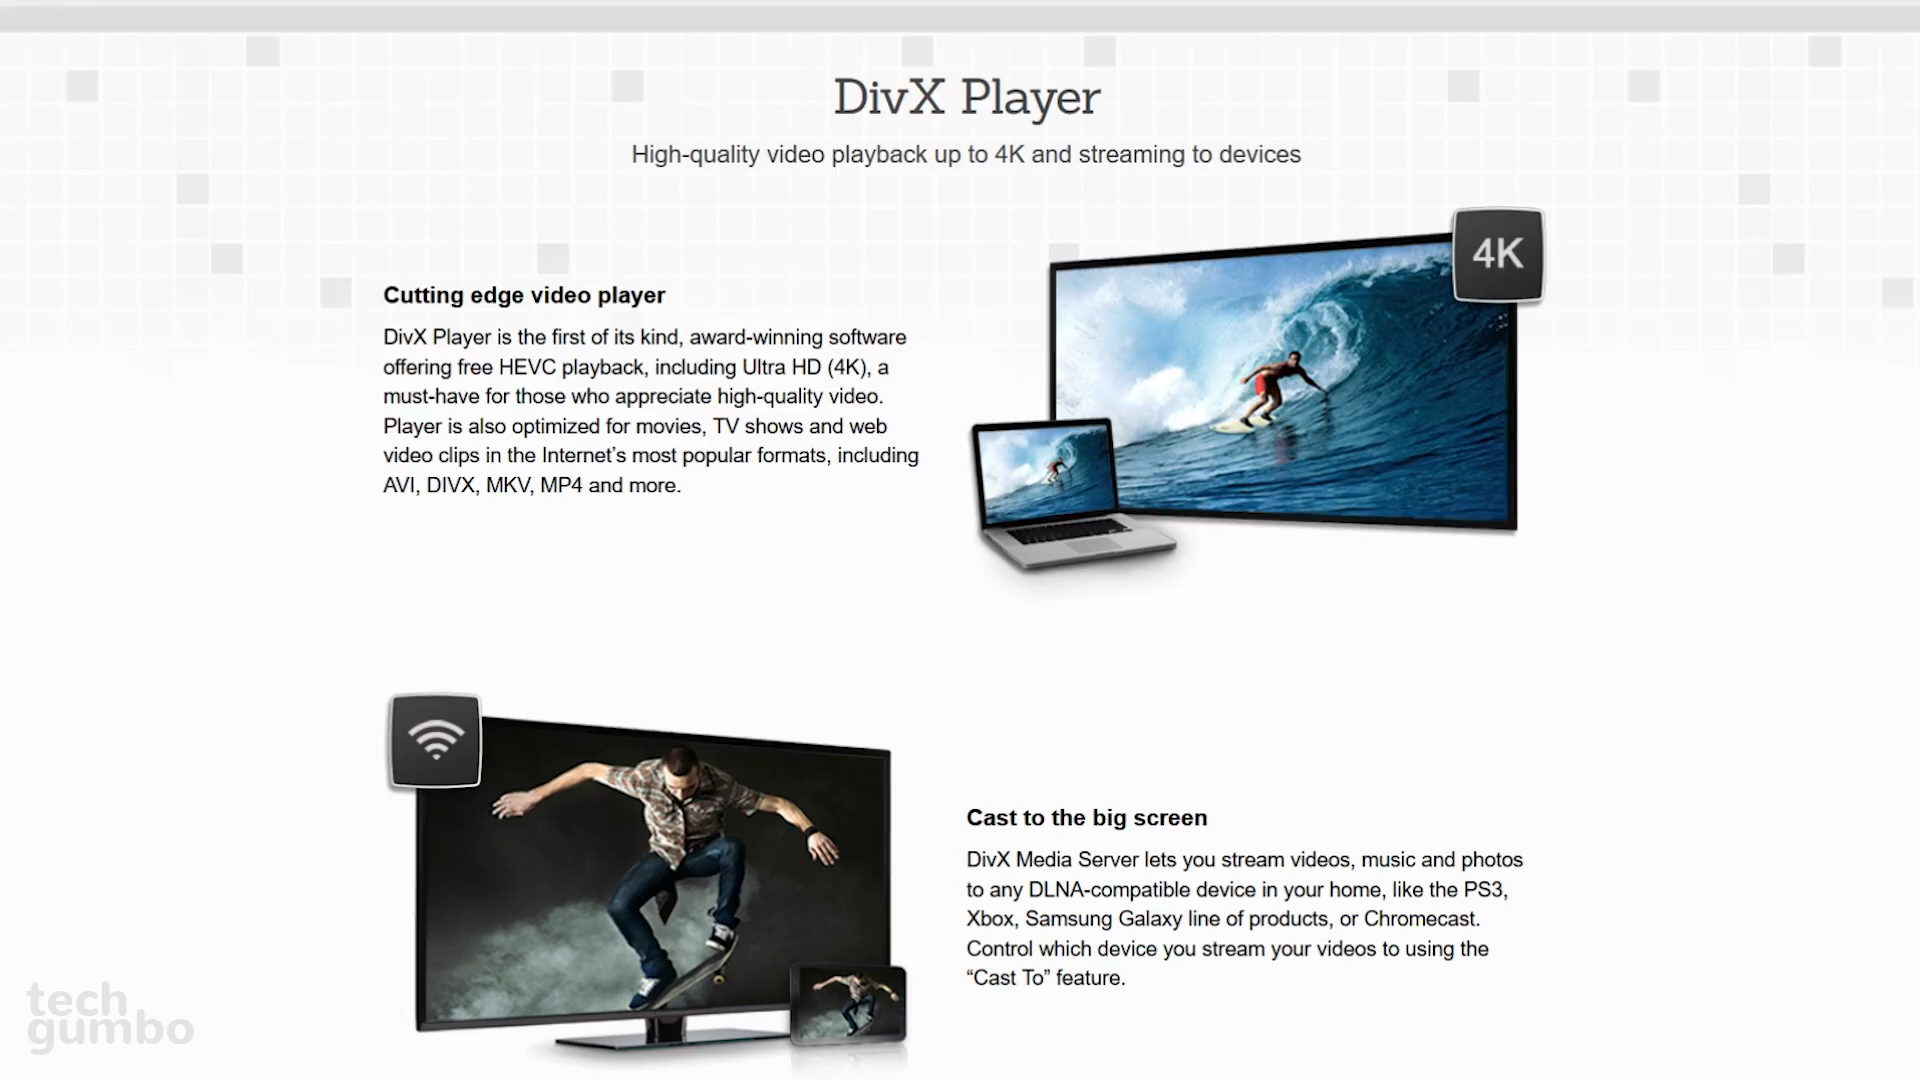 DivX Player
High-quality video playback up to 4K and streaming to devices
4K
Cutting edge video player
DivX Player is the first of its kind, award-winning software
offering free HEVC playback, including Ultra HD (4K), a
must-have for those who appreciate high-quality video.
Player is also optimized for movies, TV shows and web
video clips in the Internet’s most popular formats, including
AVI, DIVX, MKV, MP4 and more.
Cast to the big screen
DivX Media Server lets you stream videos, music and photos
to any DLNA-compatible device in your home, like the PS3,
Xbox, Samsung Galaxy line of products, or Chromecast.
Control which device you stream your videos to using the
“Cast To” feature.
tech
gumbo